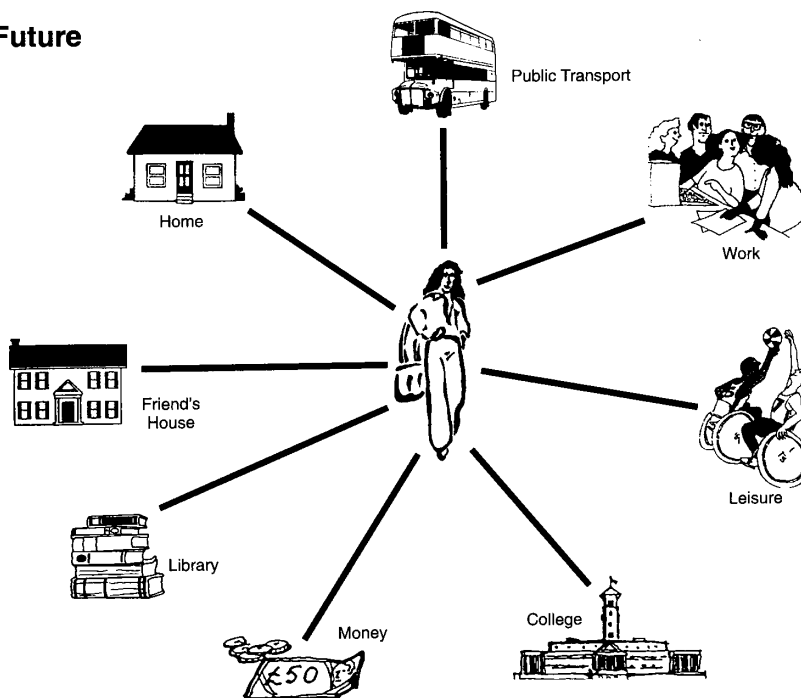 Future
Public Transport
Home
Work
Friend's
House
Leisure
Library
College
Money
£50